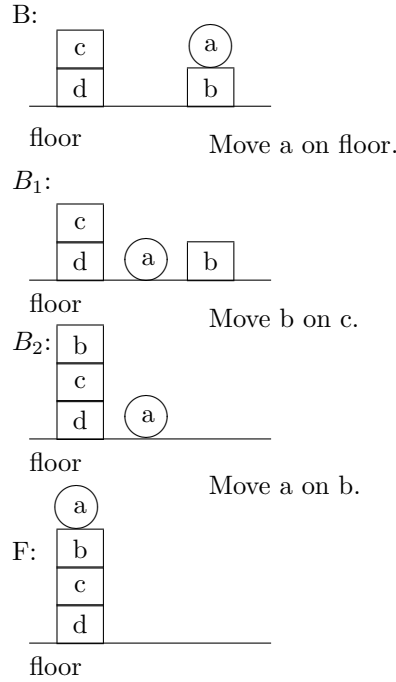 B:
c a
d b
floor
Move a on floor.
B₁:
c
d a b
floor
Move b on c.
B₂:
b
c
d a
floor
Move a on b.
a
b
F:
c
d
floor